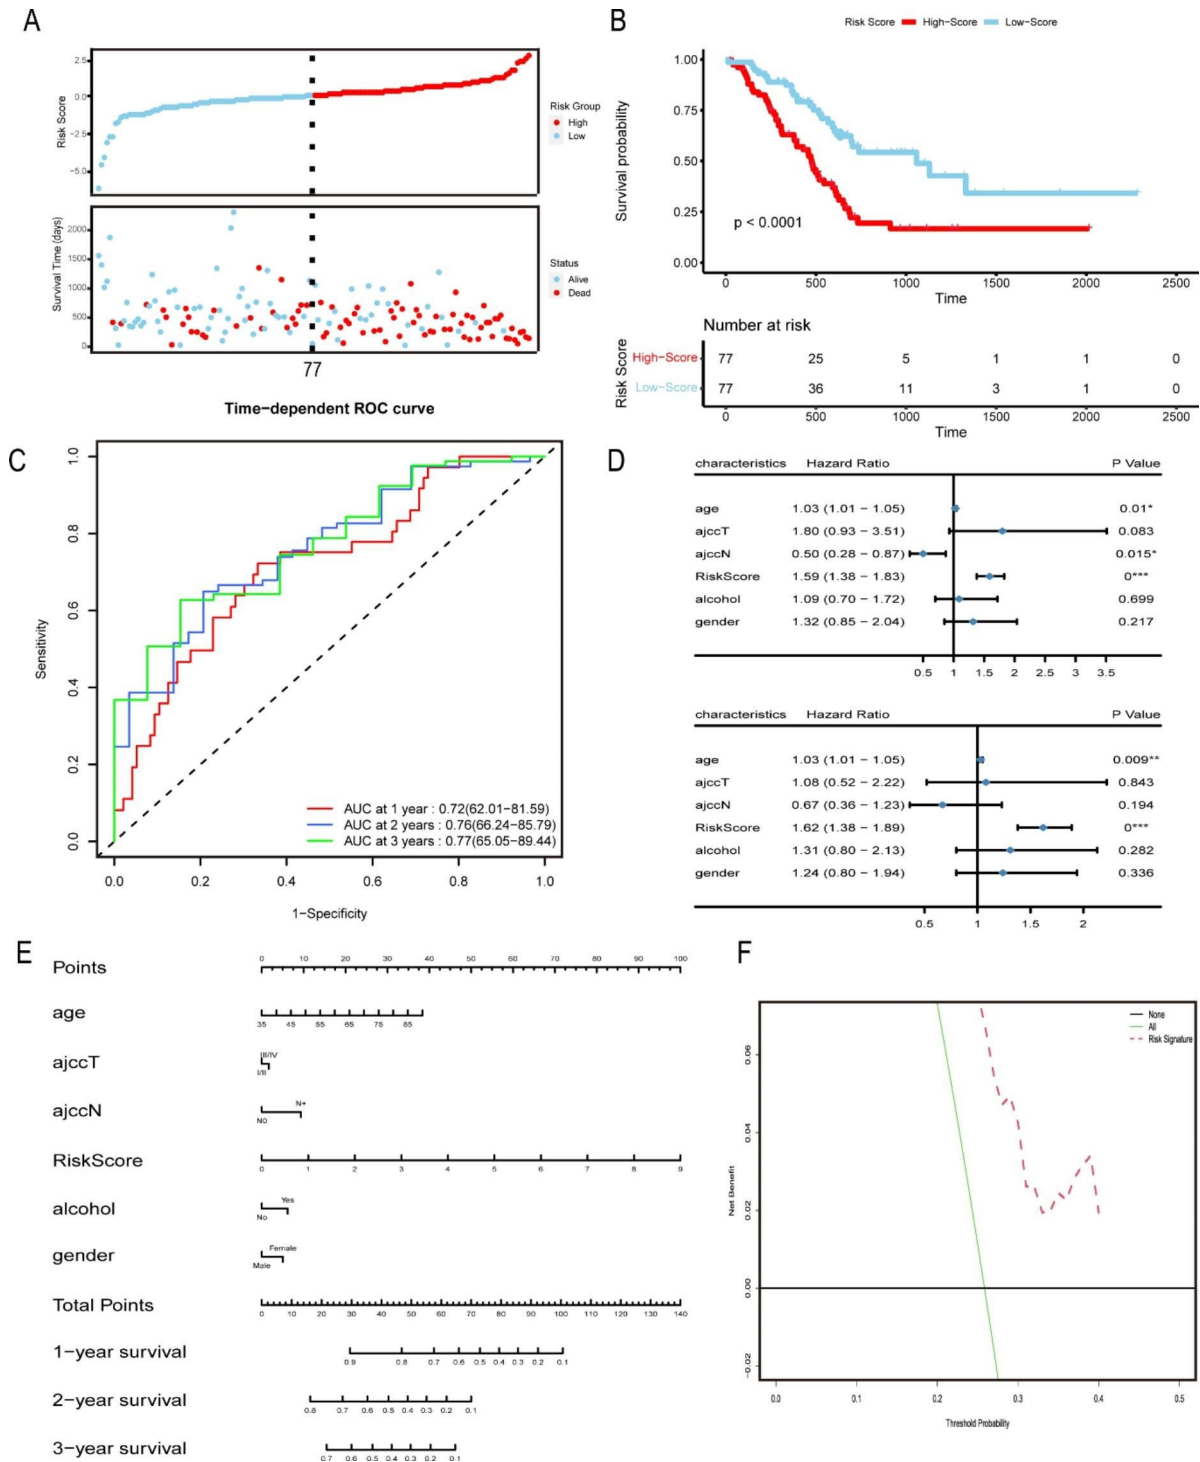 A
Risk Score
2.5
0.0
-2.5
-5.0
Risk Group
High
Low
Survival Time (days)
2000
1500
1000
500
0
Status
Alive
Dead
77
B
Risk Score High-Score Low-Score
Survival probability
1.00
0.75
0.50
0.25
0.00
p < 0.0001
0 500 1000 1500 2000 2500
Time
Number at risk
Risk Score
High-Score 77 25 5 1 1 0
Low-Score 77 36 11 3 1 0
0 500 1000 1500 2000 2500
Time
C
Time-dependent ROC curve
Sensitivity
1.0
0.8
0.6
0.4
0.2
0.0
AUC at 1 year : 0.72(62.01-81.59)
AUC at 2 years : 0.76(66.24-85.79)
AUC at 3 years : 0.77(65.05-89.44)
0.0 0.2 0.4 0.6 0.8 1.0
1-Specificity
D
characteristics Hazard Ratio P Value
age 1.03 (1.01 - 1.05) 0.01*
ajccT 1.80 (0.93 - 3.51) 0.083
ajccN 0.50 (0.28 - 0.87) 0.015*
RiskScore 1.59 (1.38 - 1.83) 0***
alcohol 1.09 (0.70 - 1.72) 0.699
gender 1.32 (0.85 - 2.04) 0.217
0.5 1 1.5 2 2.5 3 3.5
characteristics Hazard Ratio P Value
age 1.03 (1.01 - 1.05) 0.009**
ajccT 1.08 (0.52 - 2.22) 0.843
ajccN 0.67 (0.36 - 1.23) 0.194
RiskScore 1.62 (1.38 - 1.89) 0***
alcohol 1.31 (0.80 - 2.13) 0.282
gender 1.24 (0.80 - 1.94) 0.336
0.5 1 1.5 2
E
Points 0 10 20 30 40 50 60 70 80 90 100
age
35 45 55 65 75 85
ajccT
III/IV
I/II
ajccN
N+
N0
RiskScore
0 1 2 3 4 5 6 7 8 9
alcohol
Yes
No
gender
Female
Male
Total Points
0 10 20 30 40 50 60 70 80 90 100 110 120 130 140
1-year survival
0.9 0.8 0.7 0.6 0.5 0.4 0.3 0.2 0.1
2-year survival
0.8 0.7 0.6 0.5 0.4 0.3 0.2 0.1
3-year survival
0.7 0.6 0.5 0.4 0.3 0.2 0.1
F
None
All
Risk Signature
Net Benefit
0.06
0.04
0.02
0.00
-0.02
0.0 0.1 0.2 0.3 0.4 0.5
Threshold Probability